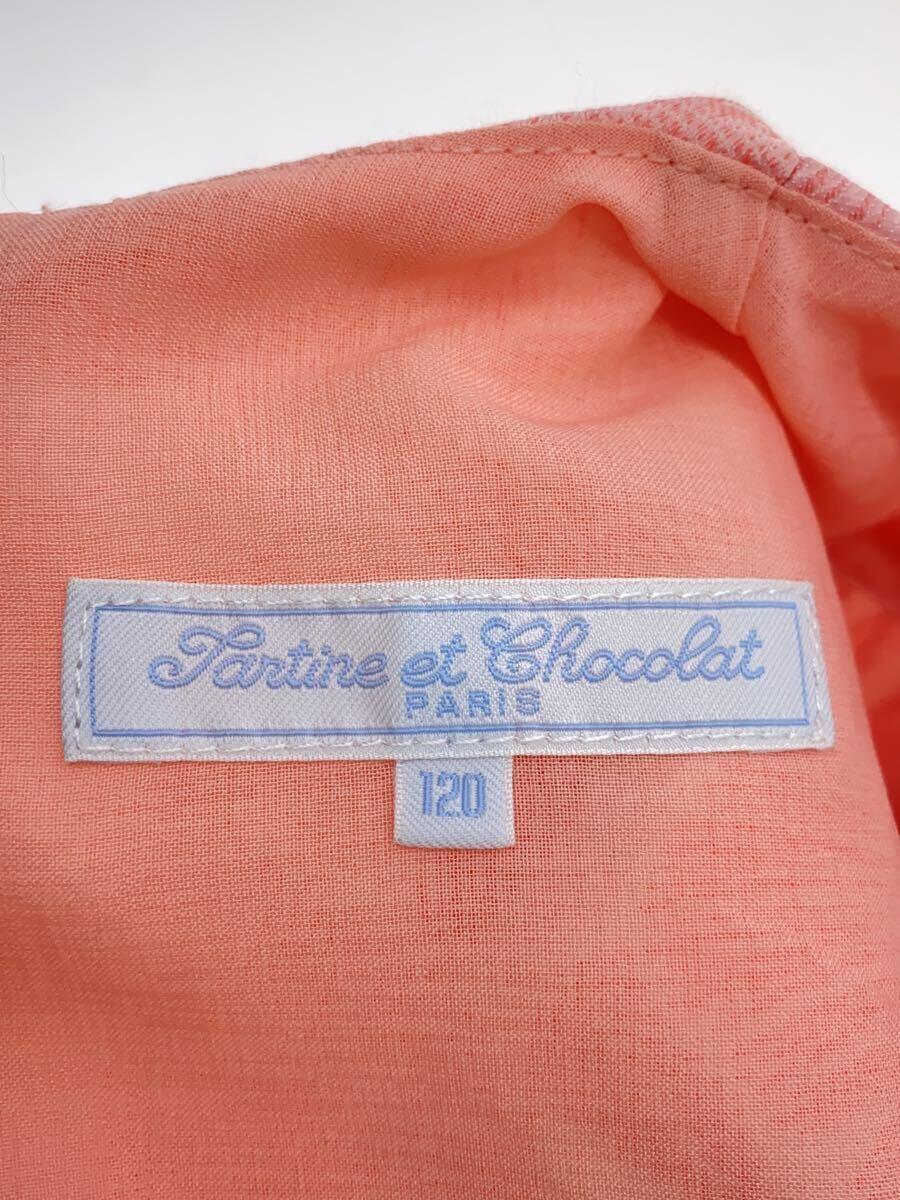 Tartine et Chocolat
PARIS
120